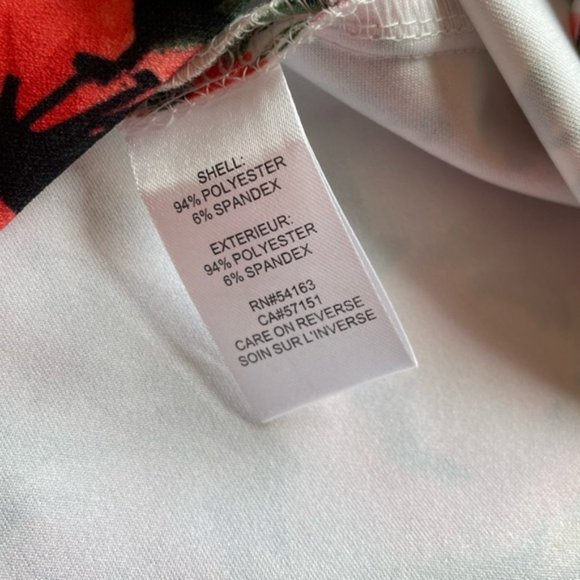 SHELL:
94% POLYESTER
6% SPANDEX
EXTERIEUR:
94% POLYESTER
6% SPANDEX
RN#54163
CA#57151
CARE ON REVERSE
SOIN SUR L'INVERSE